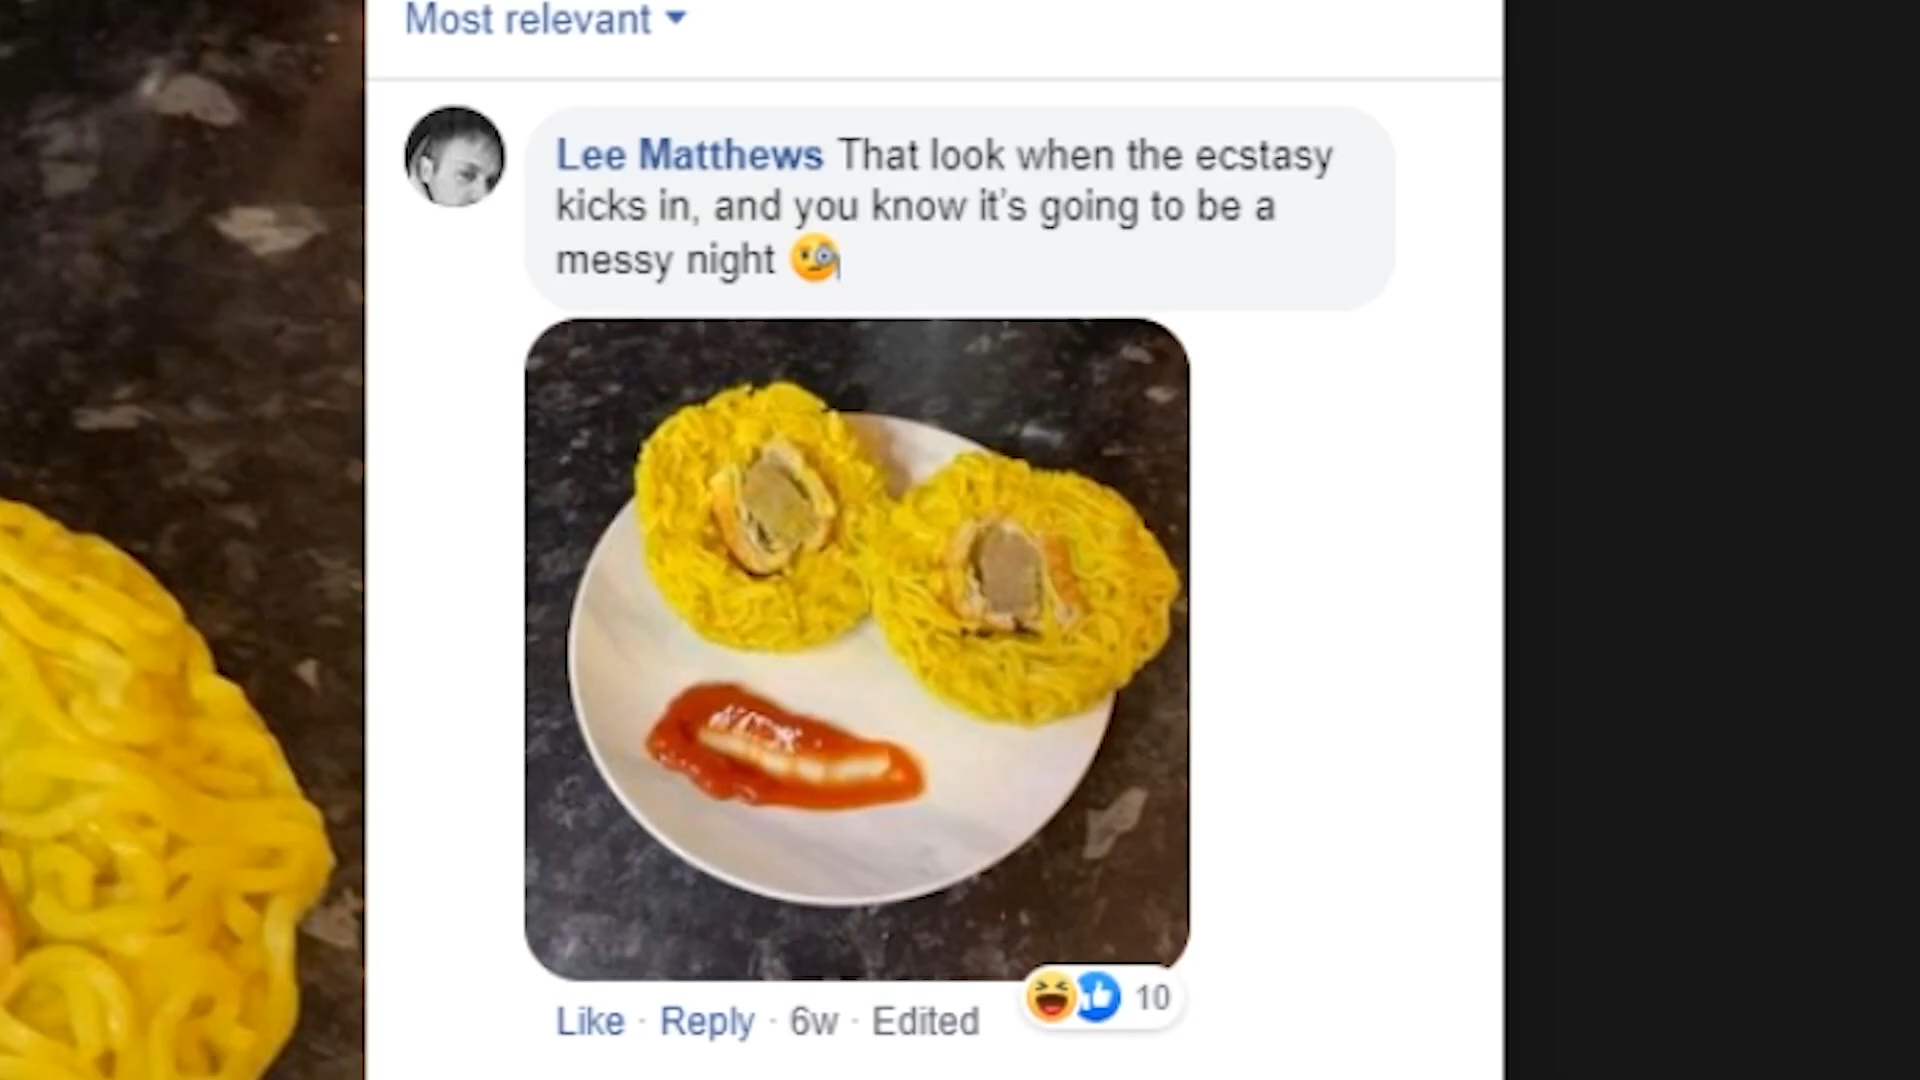 Most relevant
Lee Matthews That look when the ecstasy
kicks in, and you know it's going to be a
messy night 🧐
10
Like · Reply · 6w · Edited